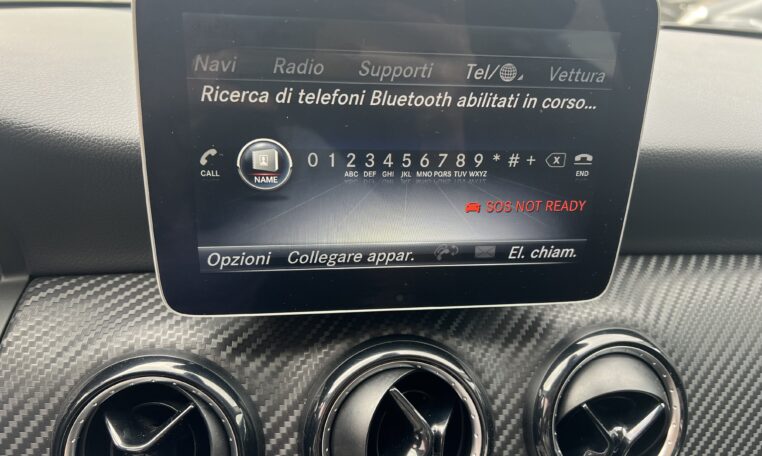 Navi Radio Supporti Tel/ Vettura
Ricerca di telefoni Bluetooth abilitati in corso...
0 1 2 3 4 5 6 7 8 9 * # +
CALL NAME ABC DEF GHI JKL MNO PQRS TUV WXYZ X END
SOS NOT READY
Opzioni Collegare appar. El. chiam.